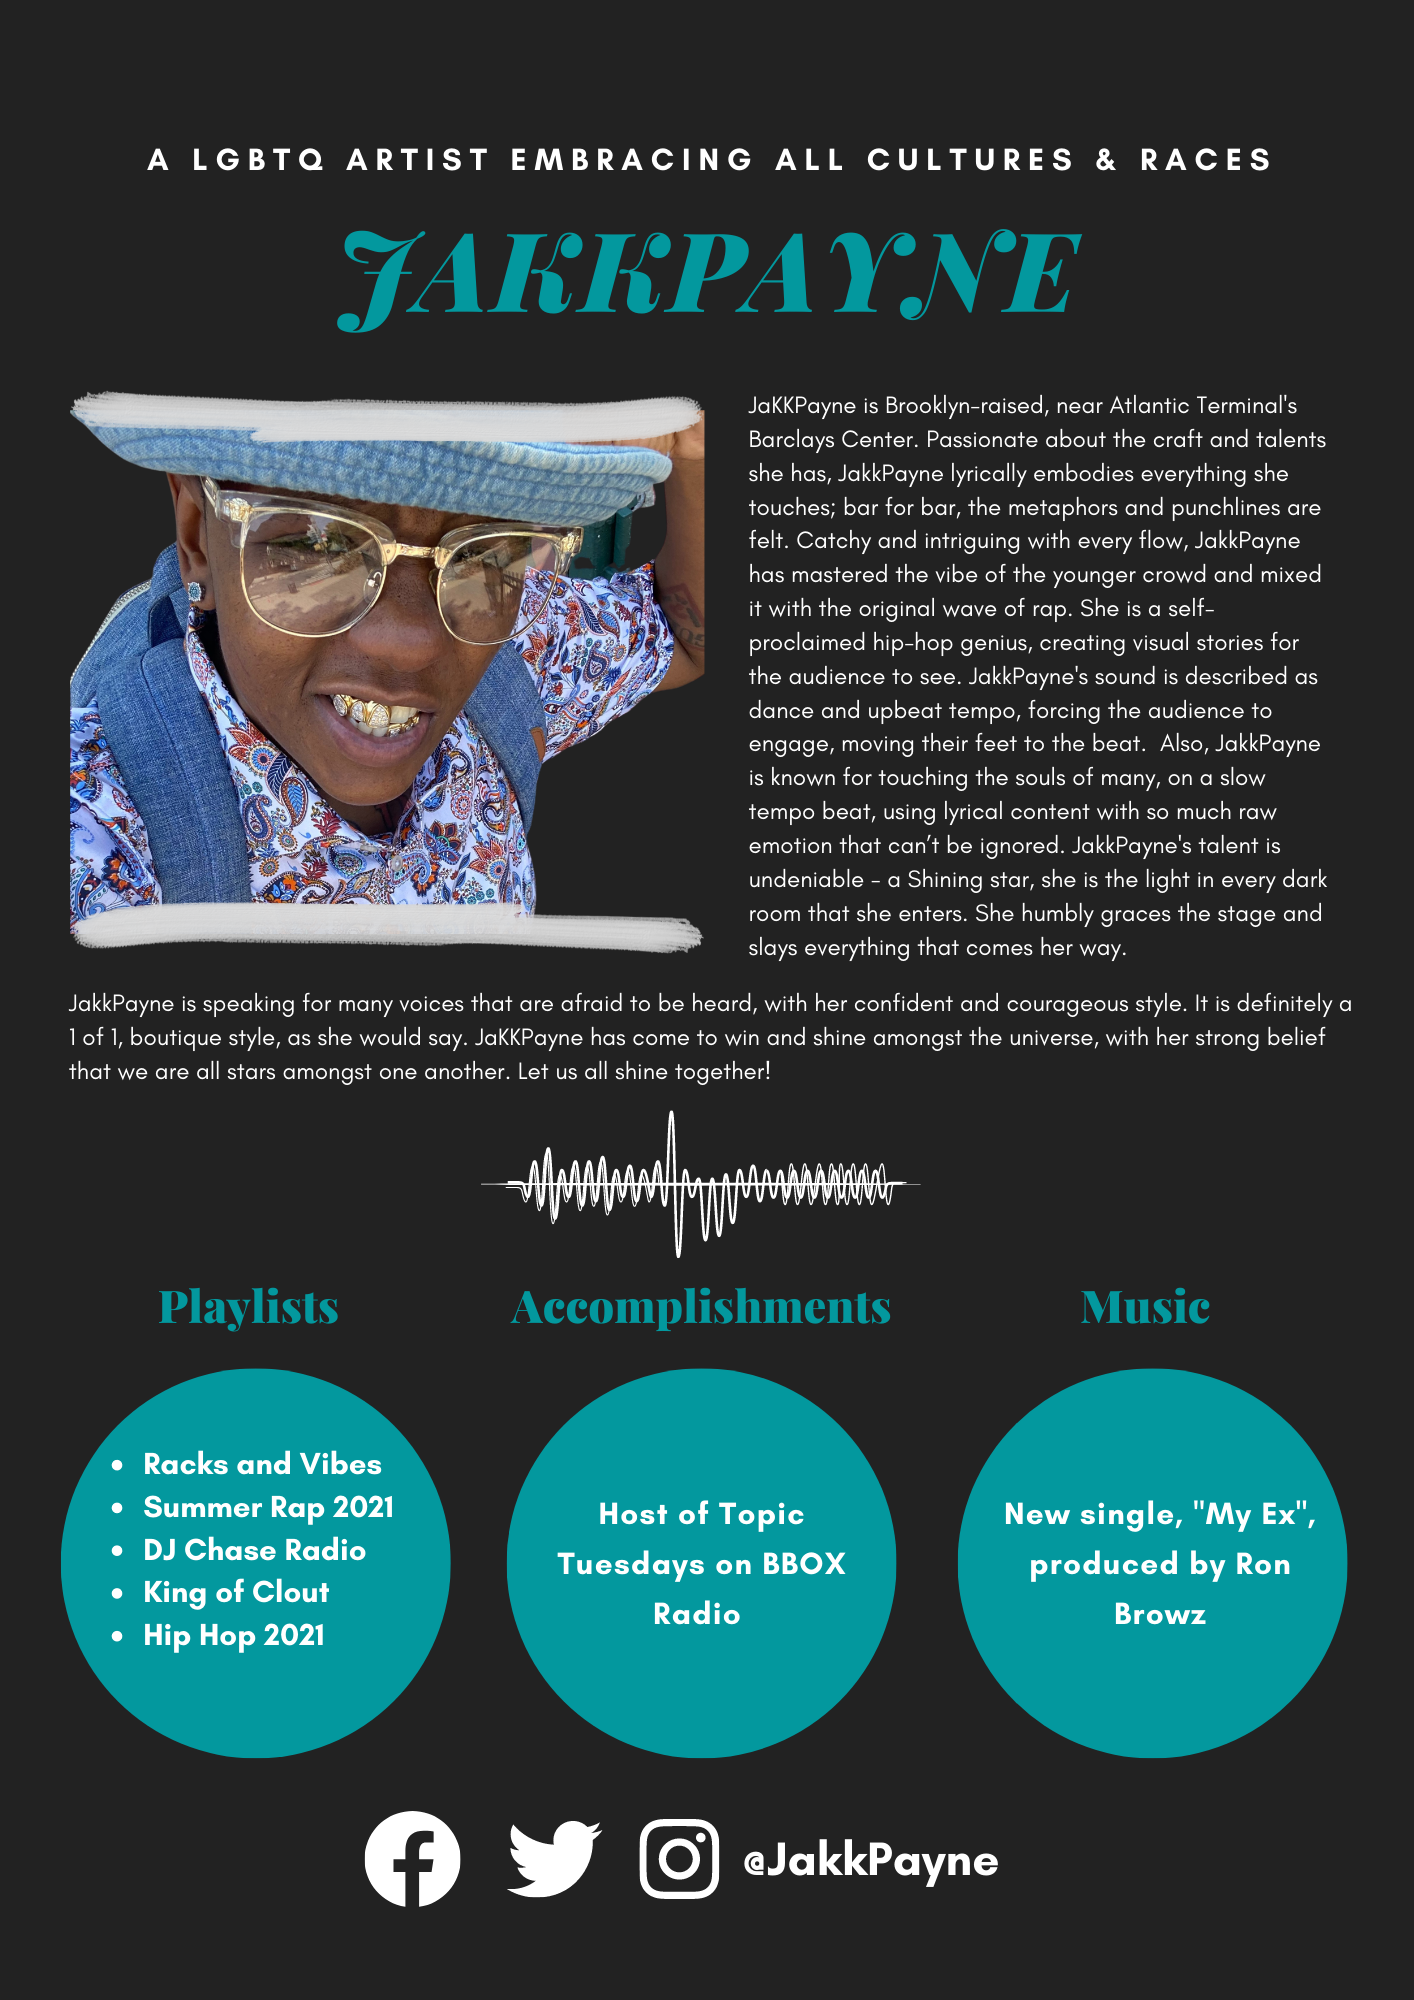 A LGBTQ ARTIST EMBRACING ALL CULTURES & RACES
JAKKPAYNE
JaKKPayne is Brooklyn-raised, near Atlantic Terminal's
Barclays Center. Passionate about the craft and talents
she has, JakkPayne lyrically embodies everything she
touches; bar for bar, the metaphors and punchlines are
felt. Catchy and intriguing with every flow, JakkPayne
has mastered the vibe of the younger crowd and mixed
it with the original wave of rap. She is a self-
proclaimed hip-hop genius, creating visual stories for
the audience to see. JakkPayne's sound is described as
dance and upbeat tempo, forcing the audience to
engage, moving their feet to the beat.  Also, JakkPayne
is known for touching the souls of many, on a slow
tempo beat, using lyrical content with so much raw
emotion that can’t be ignored. JakkPayne's talent is
undeniable - a Shining star, she is the light in every dark
room that she enters. She humbly graces the stage and
slays everything that comes her way.
JakkPayne is speaking for many voices that are afraid to be heard, with her confident and courageous style. It is definitely a
1 of 1, boutique style, as she would say. JaKKPayne has come to win and shine amongst the universe, with her strong belief
that we are all stars amongst one another. Let us all shine together!
Playlists
• Racks and Vibes
• Summer Rap 2021
• DJ Chase Radio
• King of Clout
• Hip Hop 2021
Accomplishments
Host of Topic
Tuesdays on BBOX
Radio
Music
New single, "My Ex",
produced by Ron
Browz
@JakkPayne